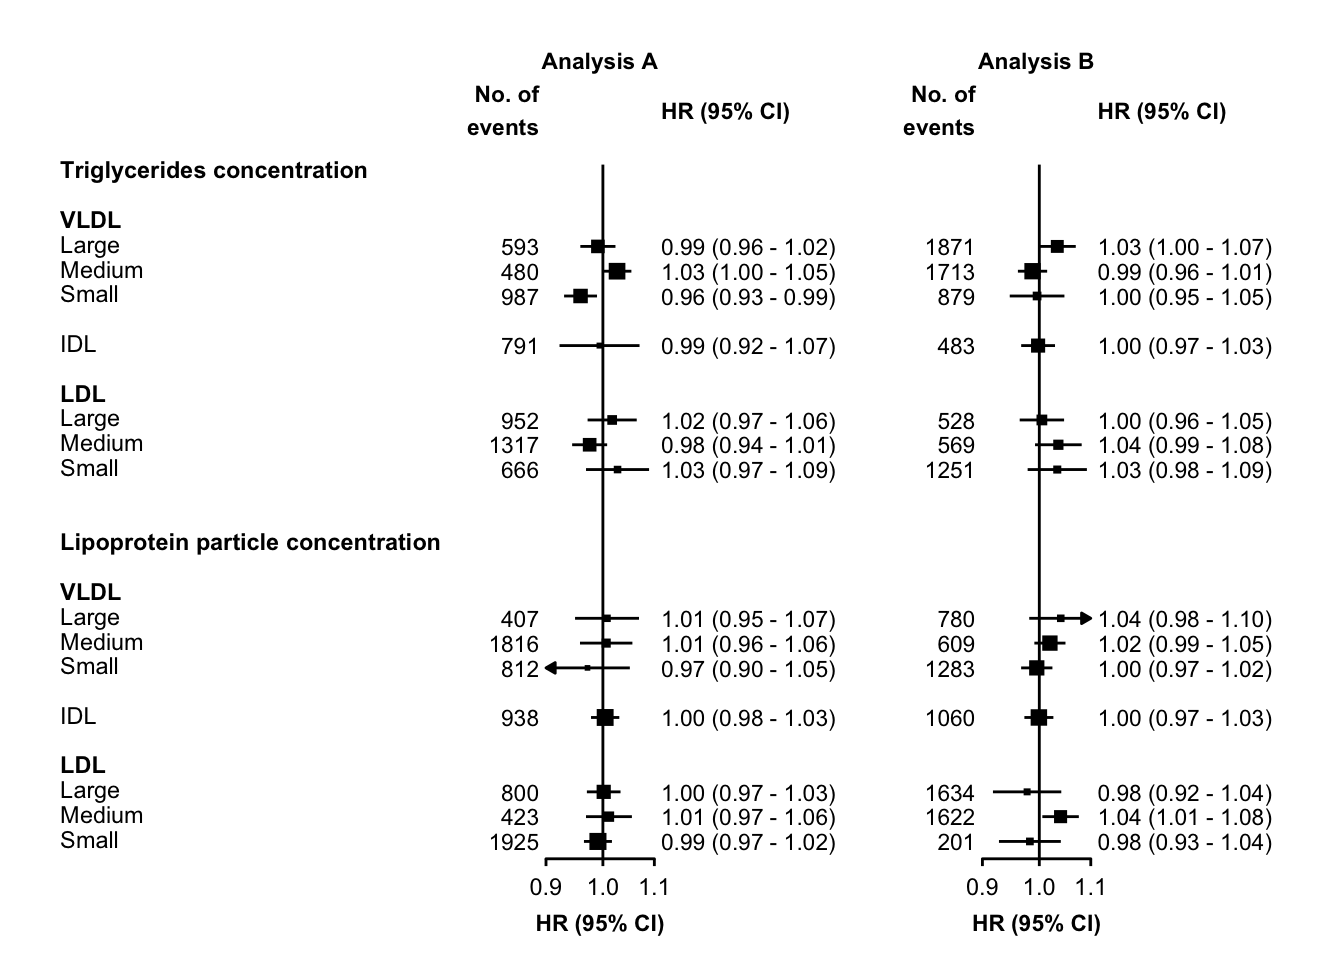 Analysis A Analysis B
No. of events HR (95% CI) No. of events HR (95% CI)
Triglycerides concentration
VLDL
Large 593 0.99 (0.96 - 1.02) 1871 1.03 (1.00 - 1.07)
Medium 480 1.03 (1.00 - 1.05) 1713 0.99 (0.96 - 1.01)
Small 987 0.96 (0.93 - 0.99) 879 1.00 (0.95 - 1.05)
IDL 791 0.99 (0.92 - 1.07) 483 1.00 (0.97 - 1.03)
LDL
Large 952 1.02 (0.97 - 1.06) 528 1.00 (0.96 - 1.05)
Medium 1317 0.98 (0.94 - 1.01) 569 1.04 (0.99 - 1.08)
Small 666 1.03 (0.97 - 1.09) 1251 1.03 (0.98 - 1.09)
Lipoprotein particle concentration
VLDL
Large 407 1.01 (0.95 - 1.07) 780 1.04 (0.98 - 1.10)
Medium 1816 1.01 (0.96 - 1.06) 609 1.02 (0.99 - 1.05)
Small 812 0.97 (0.90 - 1.05) 1283 1.00 (0.97 - 1.02)
IDL 938 1.00 (0.98 - 1.03) 1060 1.00 (0.97 - 1.03)
LDL
Large 800 1.00 (0.97 - 1.03) 1634 0.98 (0.92 - 1.04)
Medium 423 1.01 (0.97 - 1.06) 1622 1.04 (1.01 - 1.08)
Small 1925 0.99 (0.97 - 1.02) 201 0.98 (0.93 - 1.04)
0.9 1.0 1.1 0.9 1.0 1.1
HR (95% CI) HR (95% CI)